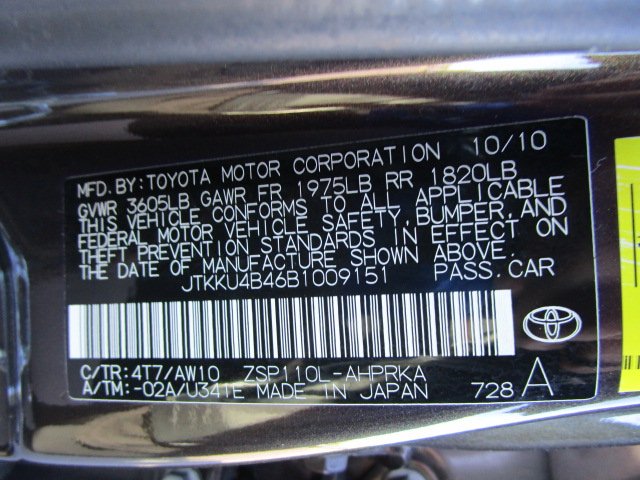 MFD. BY: TOYOTA MOTOR CORPORATION 10/10
GVWR 3605LB GAWR FR 1975LB RR 1820LB
THIS VEHICLE CONFORMS TO ALL APPLICABLE
FEDERAL MOTOR VEHICLE SAFETY, BUMPER, AND
THEFT PREVENTION STANDARDS IN EFFECT ON
THE DATE OF MANUFACTURE SHOWN ABOVE.
JTKKU4B46B1009151 PASS. CAR
C/TR: 4T7/AW10 ZSP110L-AHPRKA
A/TM: -02A/U341E MADE IN JAPAN 728 A